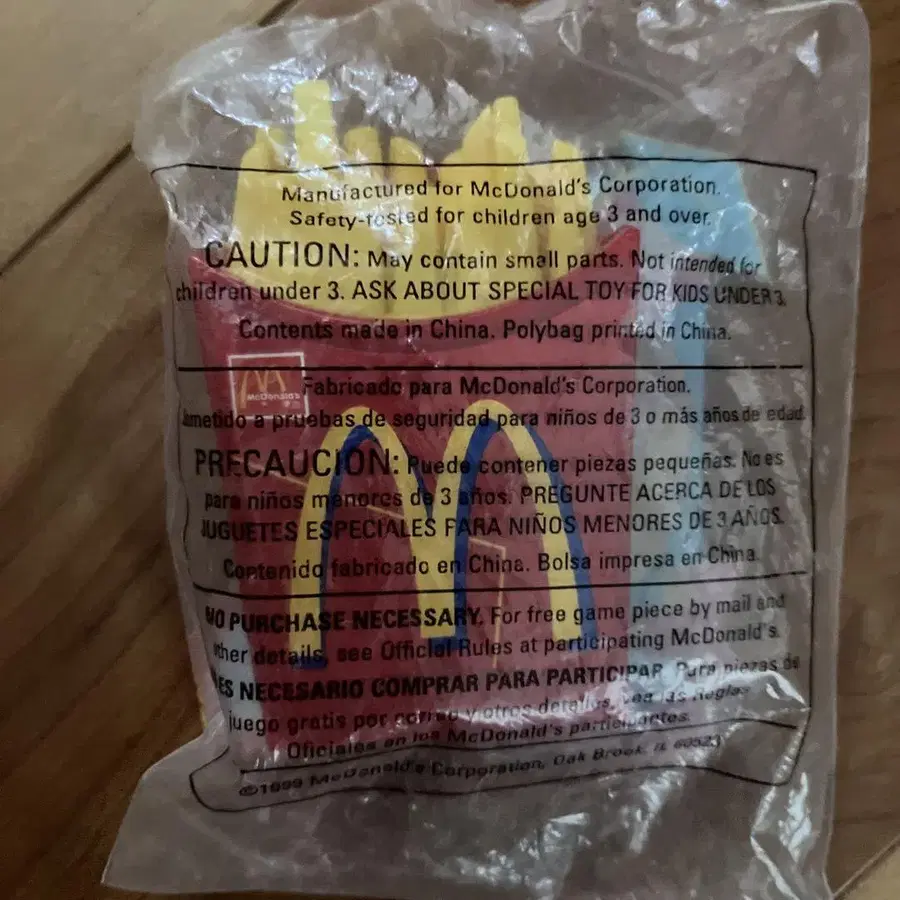 Manufactured for McDonald's Corporation.
Safety-tested for children age 3 and over.
CAUTION: May contain small parts. Not intended for
children under 3. ASK ABOUT SPECIAL TOY FOR KIDS UNDER 3.
Contents made in China. Polybag printed in China.
McDonald's
Fabricado para McDonald's Corporation.
ometido a pruebas de seguridad para niños de 3 o más años de edad.
PRECAUCION: Puede contener piezas pequeñas. No es
para niños menores de 3 años. PREGUNTE ACERCA DE LOS
JUGUETES ESPECIALES PARA NIÑOS MENORES DE 3 AÑOS.
Contenido fabricado en China. Bolsa impresa en China.
NO PURCHASE NECESSARY. For free game piece by mail and
ther details, see Official Rules at participating McDonald's.
ES NECESARIO COMPRAR PARA PARTICIPAR. Para piezas de
juego gratis por correo y otros detalles, vea las Reglas
Oficiales en los McDonald's participantes.
©1999 McDonald's Corporation, Oak Brook, IL 60523